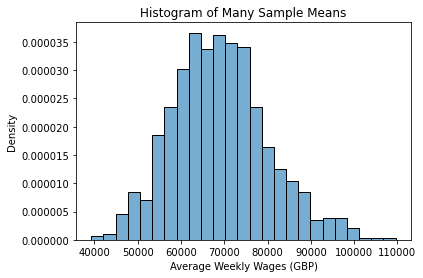 Histogram of Many Sample Means
0.000035
0.000030
0.000025
0.000020
0.000015
0.000010
0.000005
0.000000
Density
40000 50000 60000 70000 80000 90000 100000 110000
Average Weekly Wages (GBP)